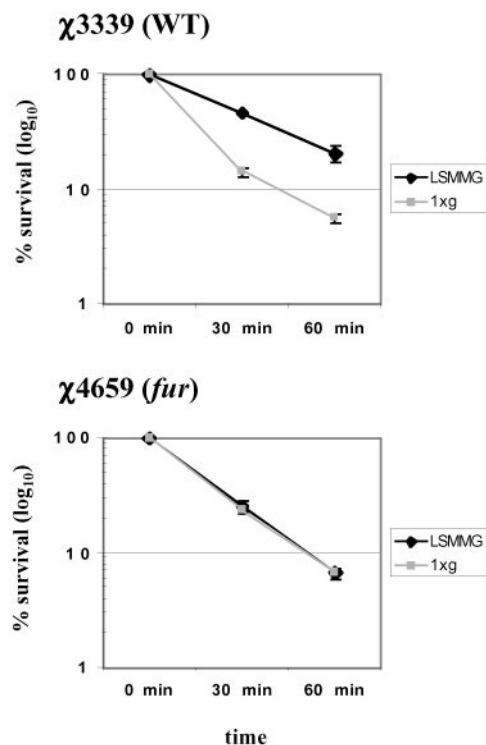 χ3339 (WT)
% survival (log₁₀)
100
10
1
0 min 30 min 60 min
LSMMG
1xg
χ4659 (fur)
% survival (log₁₀)
100
10
1
0 min 30 min 60 min
LSMMG
1xg
time